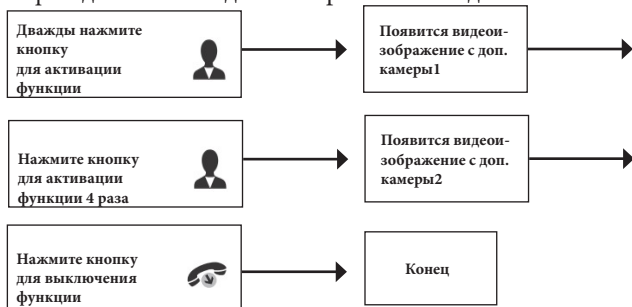 Дважды нажмите
кнопку
для активации
функции
Появится видеои-
зображение с доп.
камеры1
Нажмите кнопку
для активации
функции 4 раза
Появится видеои-
зображение с доп.
камеры2
Нажмите кнопку
для выключения
функции
Конец